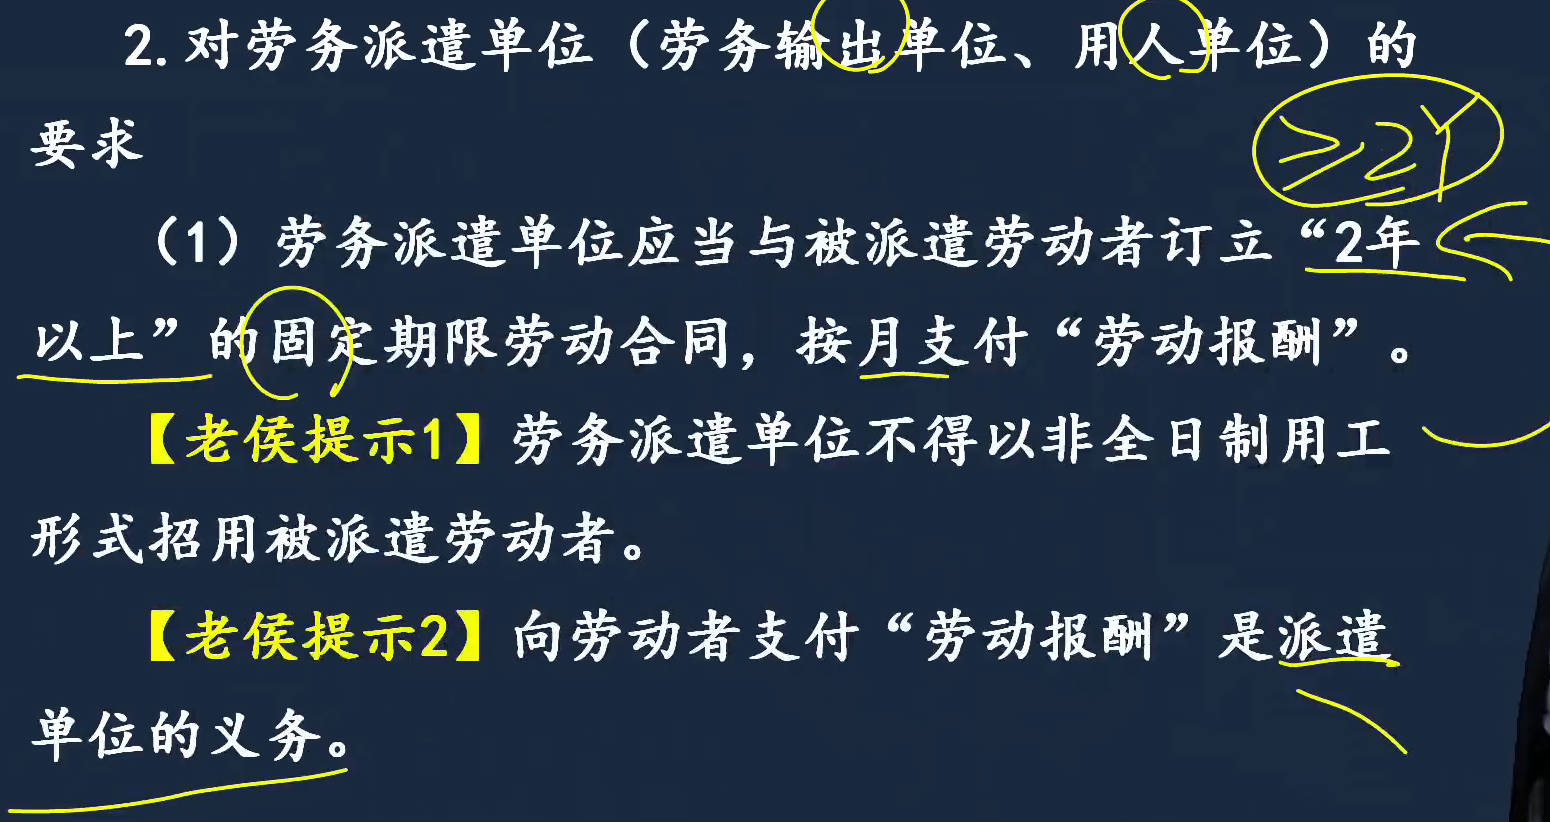 2.对劳务派遣单位（劳务输出单位、用人单位）的
要求
≥2Y
（1）劳务派遣单位应当与被派遣劳动者订立“2年
以上”的固定期限劳动合同，按月支付“劳动报酬”。
【老侯提示1】劳务派遣单位不得以非全日制用工
形式招用被派遣劳动者。
【老侯提示2】向劳动者支付“劳动报酬”是派遣
单位的义务。